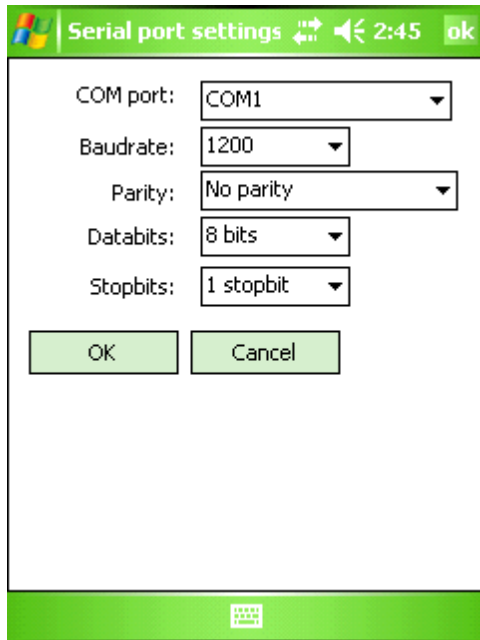 Serial port settings 2:45 ok
COM port: COM1
Baudrate: 1200
Parity: No parity
Databits: 8 bits
Stopbits: 1 stopbit
OK Cancel